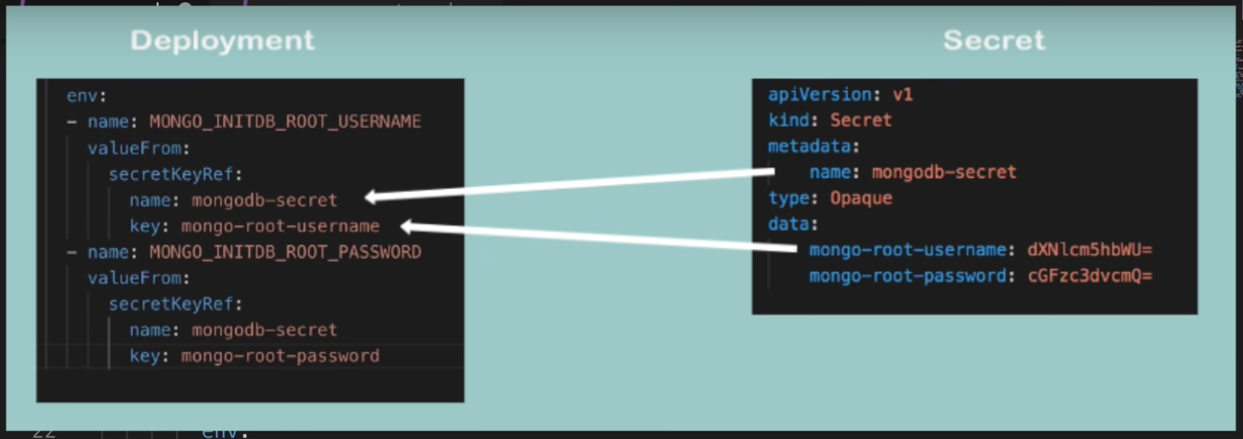 Deployment
env:
- name: MONGO_INITDB_ROOT_USERNAME
valueFrom:
secretKeyRef:
name: mongodb-secret
key: mongo-root-username
- name: MONGO_INITDB_ROOT_PASSWORD
valueFrom:
secretKeyRef:
name: mongodb-secret
key: mongo-root-password
Secret
apiVersion: v1
kind: Secret
metadata:
name: mongodb-secret
type: Opaque
data:
mongo-root-username: dXNlcm5hbWU=
mongo-root-password: cGFzc3dvcmQ=
22 env: